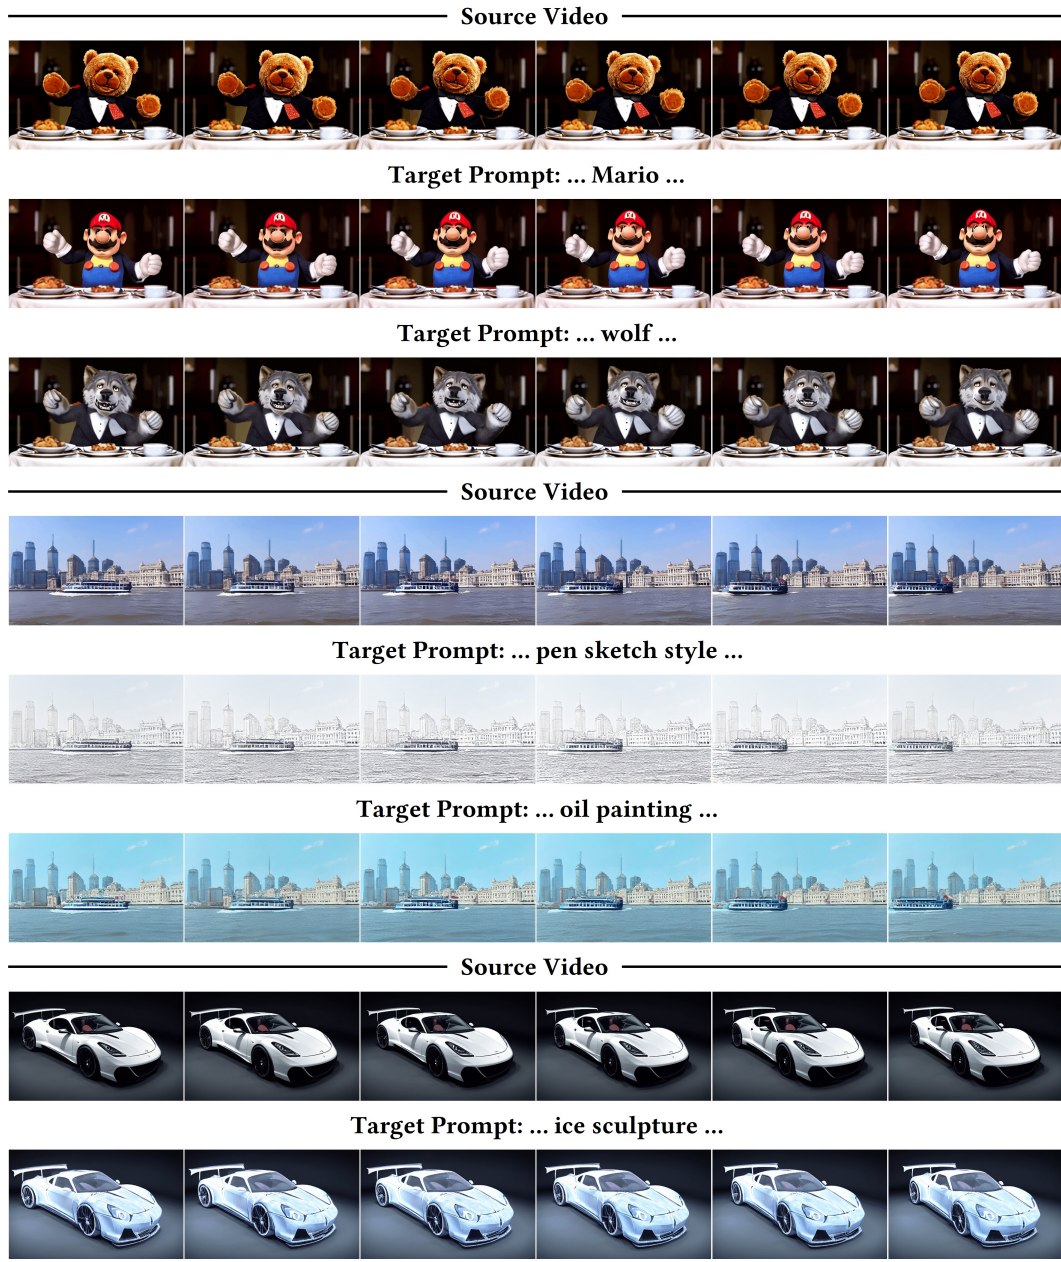 Source Video
Target Prompt: ... Mario ...
Target Prompt: ... wolf ...
Source Video
Target Prompt: ... pen sketch style ...
Target Prompt: ... oil painting ...
Source Video
Target Prompt: ... ice sculpture ...